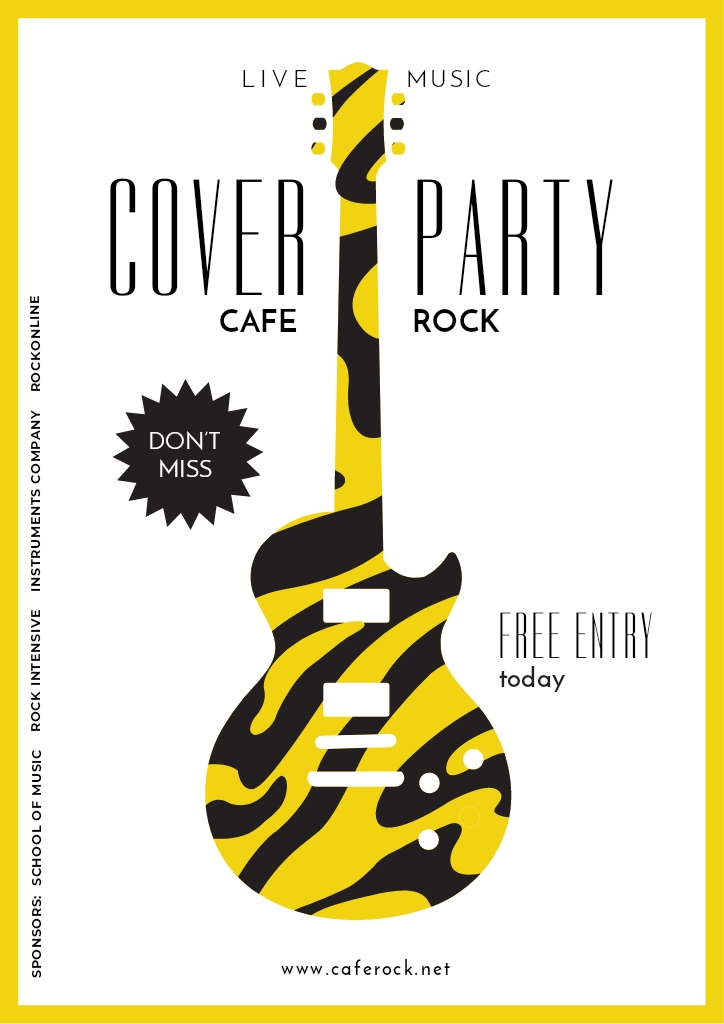 LIVE MUSIC
COVER PARTY
CAFE ROCK
DON'T
MISS
FREE ENTRY
today
SPONSORS: SCHOOL OF MUSIC ROCK INTENSIVE INSTRUMENTS COMPANY ROCKONLINE
www.caferock.net